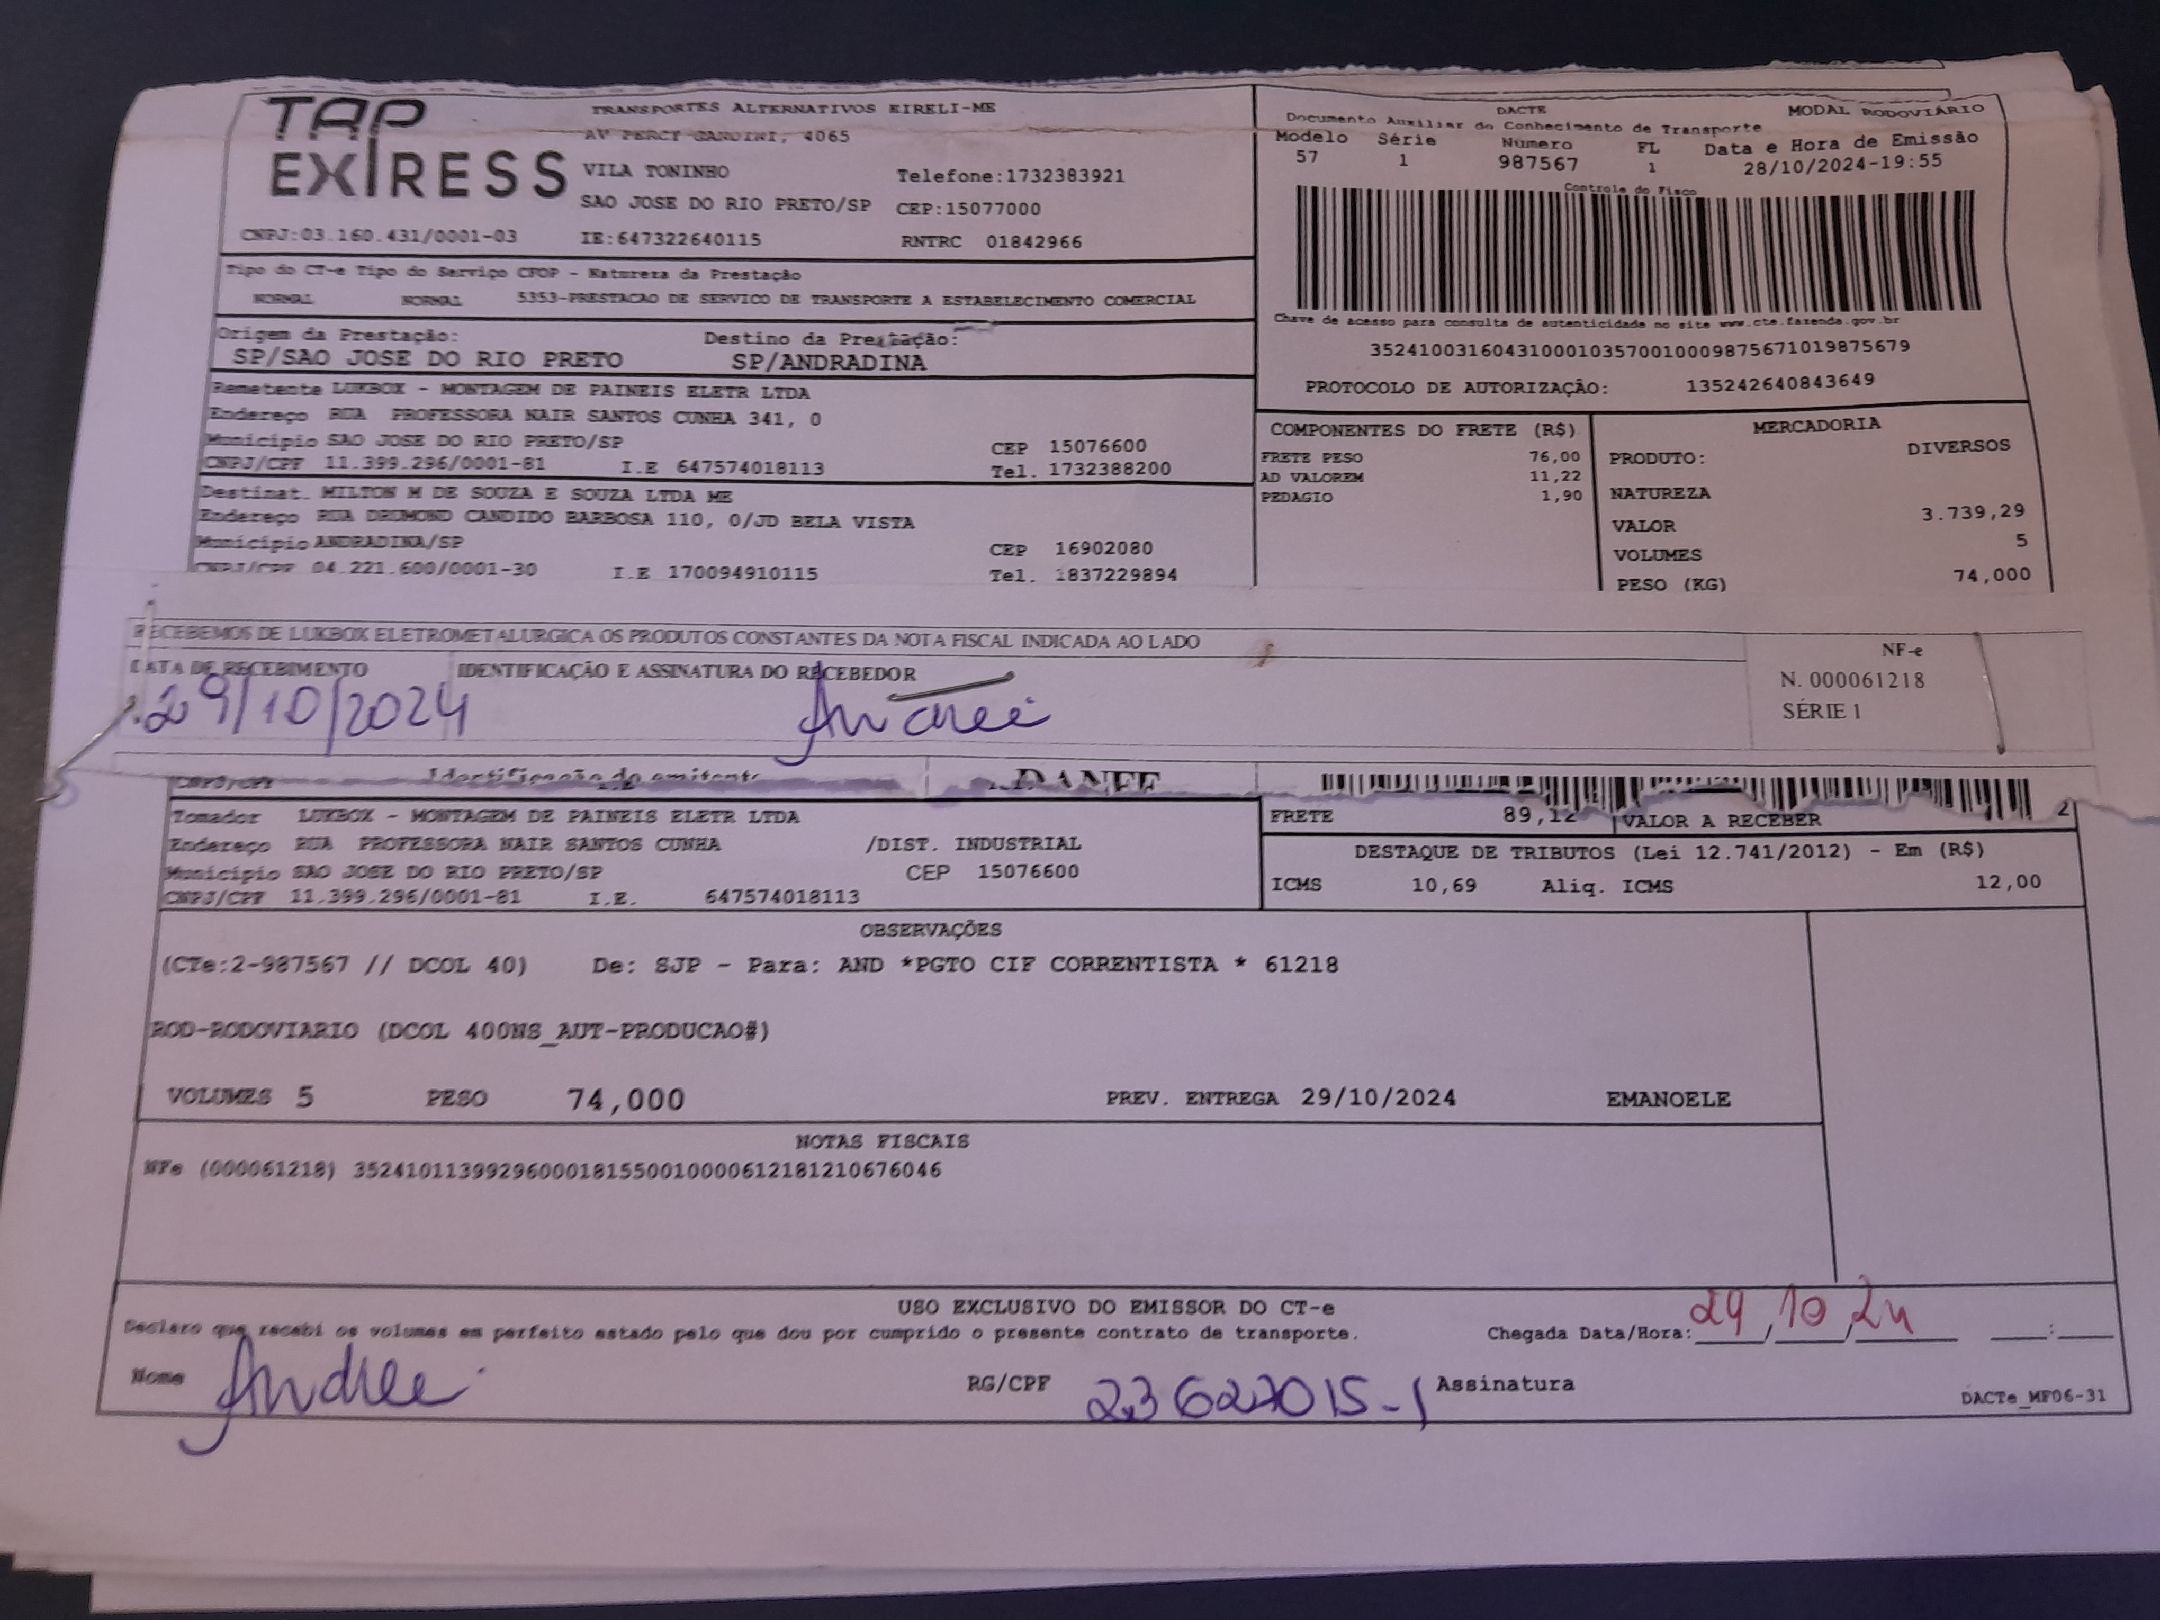 TAP EXPRESS
TRANSPORTES ALTERNATIVOS EIRELI-ME
AV PERCY GANDINI, 4065
VILA TONINHO Telefone:1732383921
SAO JOSE DO RIO PRETO/SP CEP:15077000
CNPJ:03.160.431/0001-03 IE:647322640115 RNTRC 01842966
DACTE MODAL RODOVIÁRIO
Documento Auxiliar do Conhecimento de Transporte
Modelo Série Número FL Data e Hora de Emissão
57 1 987567 1 28/10/2024-19:55
Controle do Fisco
Chave de acesso para consulta de autenticidade no site www.cte.fazenda.gov.br
35241003160431000103570010009875671019875679
PROTOCOLO DE AUTORIZAÇÃO: 135242640843649
Tipo do CT-e Tipo do Serviço CFOP - Natureza da Prestação
NORMAL NORMAL 5353-PRESTACAO DE SERVICO DE TRANSPORTE A ESTABELECIMENTO COMERCIAL
Origem da Prestação: Destino da Prestação:
SP/SAO JOSE DO RIO PRETO SP/ANDRADINA
Remetente LUKBOX - MONTAGEM DE PAINEIS ELETR LTDA
Endereço RUA PROFESSORA NAIR SANTOS CUNHA 341, 0
Município SAO JOSE DO RIO PRETO/SP CEP 15076600
CNPJ/CPF 11.399.296/0001-81 I.E 647574018113 Tel. 1732388200
Destinat. MILTON M DE SOUZA E SOUZA LTDA ME
Endereço RUA DRUMOND CANDIDO BARBOSA 110, 0/JD BELA VISTA
Município ANDRADINA/SP CEP 16902080
CNPJ/CPF 04.221.600/0001-30 I.E 170094910115 Tel. 1837229894
COMPONENTES DO FRETE (R$)
FRETE PESO 76,00
AD VALOREM 11,22
PEDAGIO 1,90
MERCADORIA
PRODUTO: DIVERSOS
NATUREZA
VALOR 3.739,29
VOLUMES 5
PESO (KG) 74,000
RECEBEMOS DE LUKBOX ELETROMETALURGICA OS PRODUTOS CONSTANTES DA NOTA FISCAL INDICADA AO LADO
DATA DE RECEBIMENTO IDENTIFICAÇÃO E ASSINATURA DO RECEBEDOR
29/10/2024
NF-e
N. 000061218
SÉRIE 1
CNPJ/CPF Identificação do emitente DANFE
Tomador LUKBOX - MONTAGEM DE PAINEIS ELETR LTDA
Endereço RUA PROFESSORA NAIR SANTOS CUNHA /DIST. INDUSTRIAL
Município SAO JOSE DO RIO PRETO/SP CEP 15076600
CNPJ/CPF 11.399.296/0001-81 I.E. 647574018113
FRETE 89,12 VALOR A RECEBER
DESTAQUE DE TRIBUTOS (Lei 12.741/2012) - Em (R$)
ICMS 10,69 Aliq. ICMS 12,00
OBSERVAÇÕES
(CTe:2-987567 // DCOL 40) De: SJP - Para: AND *PGTO CIF CORRENTISTA * 61218
ROD-RODOVIARIO (DCOL 400NS_AUT-PRODUCAO#)
VOLUMES 5 PESO 74,000 PREV. ENTREGA 29/10/2024 EMANOELE
NOTAS FISCAIS
NFe (000061218) 35241011399296000181550010000612181210676046
USO EXCLUSIVO DO EMISSOR DO CT-e
Declaro que recebi os volumes em perfeito estado pelo que dou por cumprido o presente contrato de transporte. Chegada Data/Hora: 29/10/24 :
Nome RG/CPF 23627015-1 Assinatura
DACTe_MF06-31